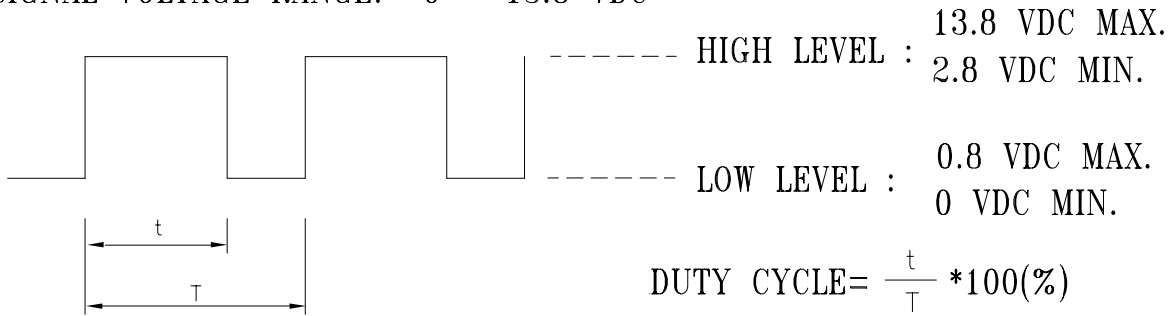 SIGNAL VOLTAGE RANGE: 0 ~ 13.8 VDC
HIGH LEVEL : 13.8 VDC MAX.
2.8 VDC MIN.
LOW LEVEL : 0.8 VDC MAX.
0 VDC MIN.
t
T
DUTY CYCLE= t/T *100(%)